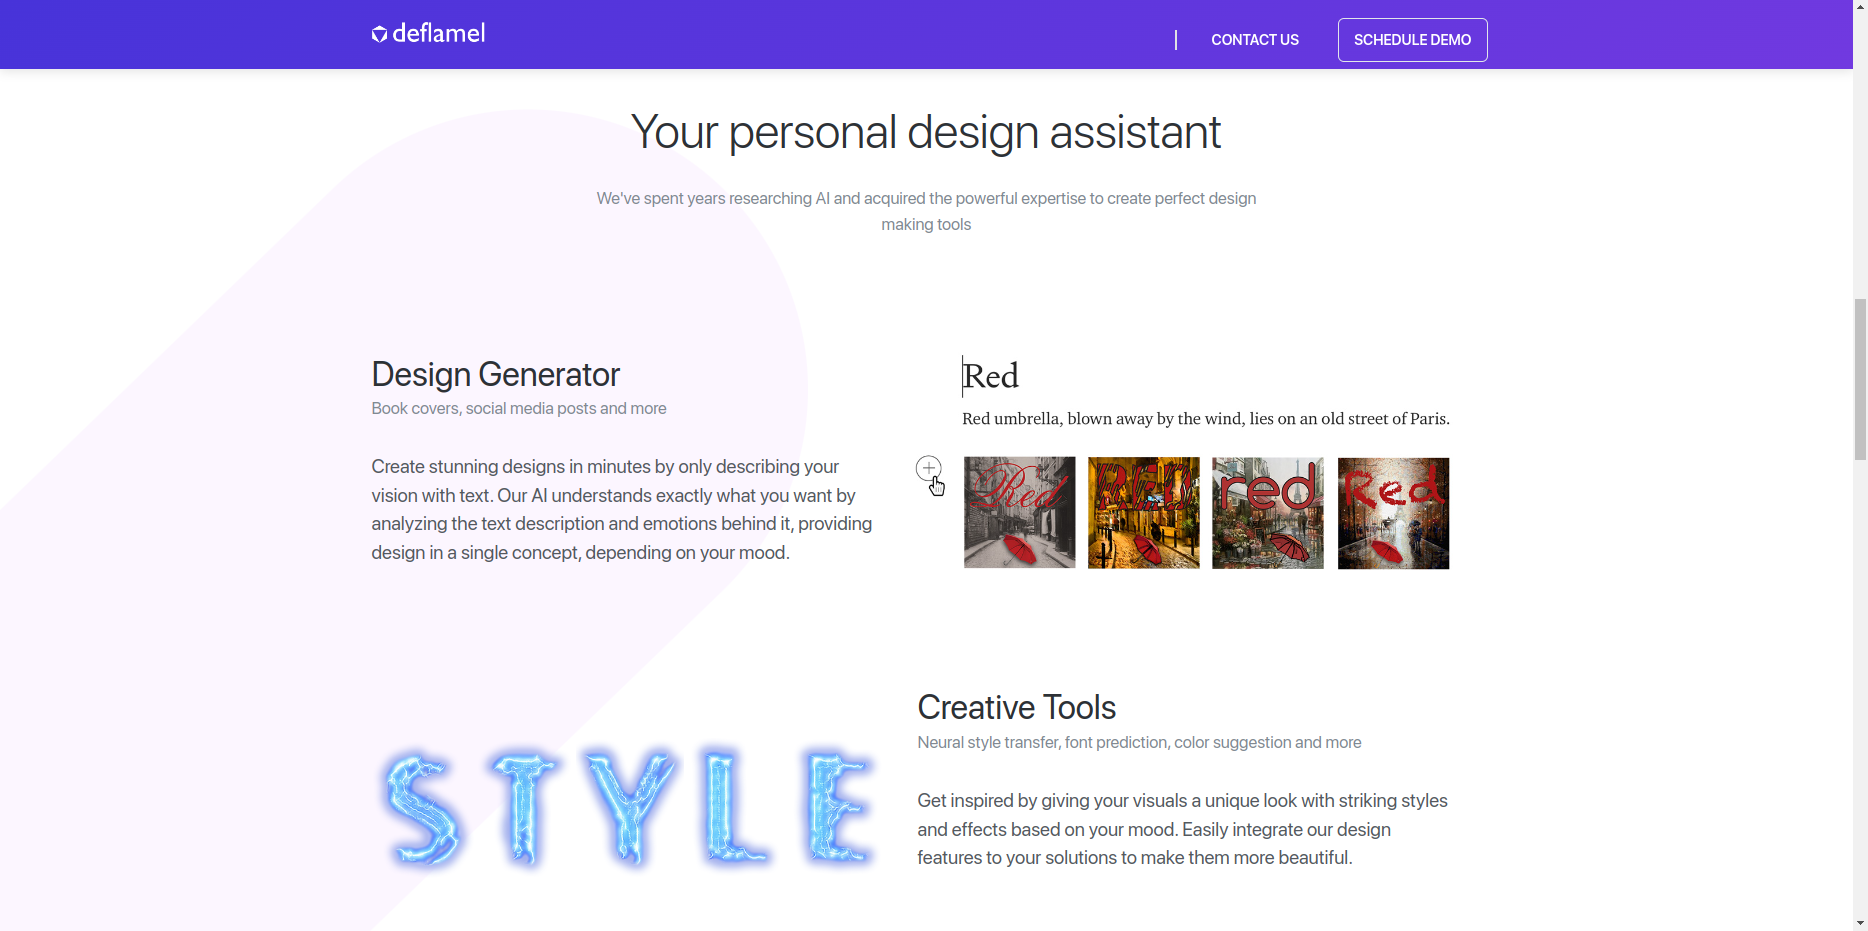 deflamel
CONTACT US
SCHEDULE DEMO
Your personal design assistant
We've spent years researching AI and acquired the powerful expertise to create perfect design
making tools
Design Generator
Book covers, social media posts and more
Create stunning designs in minutes by only describing your
vision with text. Our AI understands exactly what you want by
analyzing the text description and emotions behind it, providing
design in a single concept, depending on your mood.
Red
Red umbrella, blown away by the wind, lies on an old street of Paris.
Red
RED
red
Red
STYLE
Creative Tools
Neural style transfer, font prediction, color suggestion and more
Get inspired by giving your visuals a unique look with striking styles
and effects based on your mood. Easily integrate our design
features to your solutions to make them more beautiful.